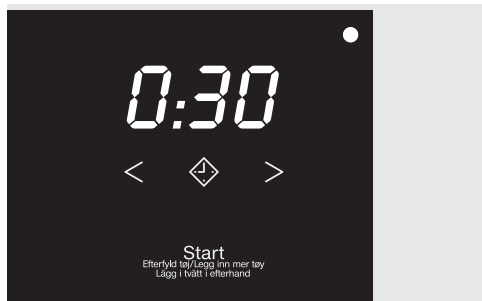 0:30
< >
Start
Efterfyld tøj/Legg inn mer tøy
Lägg i tvätt i efterhand